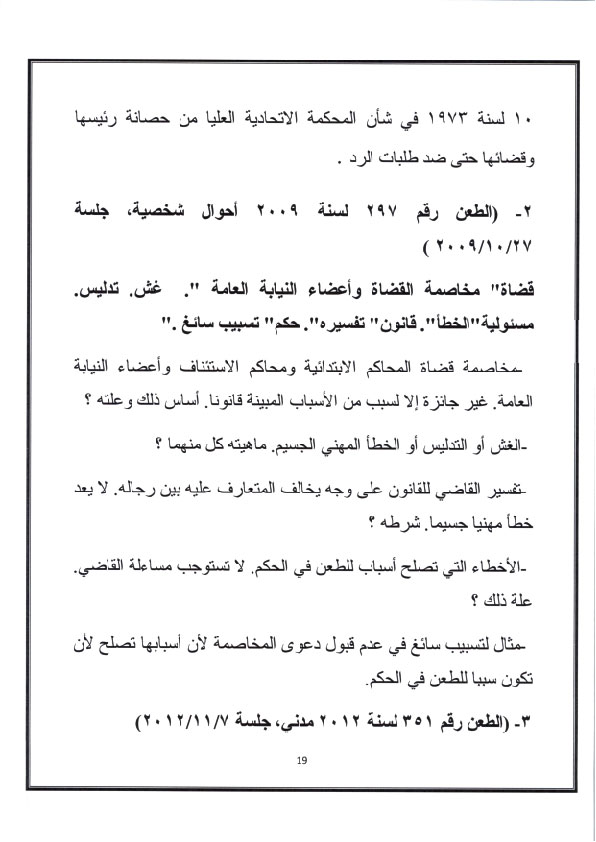 ١٠ لسنة ١٩٧٣ في شأن المحكمة الاتحادية العليا من حصانة رئيسها
وقضائها حتى ضد طلبات الرد .
٢- (الطعن رقم ٢٩٧ لسنة ٢٠٠٩ أحوال شخصية، جلسة
٢٠٠٩/١٠/٢٧ )
قضاة" مخاصمة القضاة وأعضاء النيابة العامة ". غش. تدليس.
مسئولية"الخطأ". قانون" تفسيره". حكم" تسبيب سائغ ."
-مخاصمة قضاة المحاكم الابتدائية ومحاكم الاستئناف وأعضاء النيابة
العامة. غير جائزة إلا لسبب من الأسباب المبينة قانونا. أساس ذلك وعلته ؟
-الغش أو التدليس أو الخطأ المهني الجسيم. ماهيته كل منهما ؟
-تفسير القاضي للقانون على وجه يخالف المتعارف عليه بين رجاله. لا يعد
خطأ مهنيا جسيما. شرطه ؟
-الأخطاء التي تصلح أسباب للطعن في الحكم. لا تستوجب مساءلة القاضي.
علة ذلك ؟
-مثال لتسبيب سائغ في عدم قبول دعوى المخاصمة لأن أسبابها تصلح لأن
تكون سببا للطعن في الحكم.
٣- (الطعن رقم ٣٥١ لسنة ٢٠١٢ مدني، جلسة ٢٠١٢/١١/٧)
19